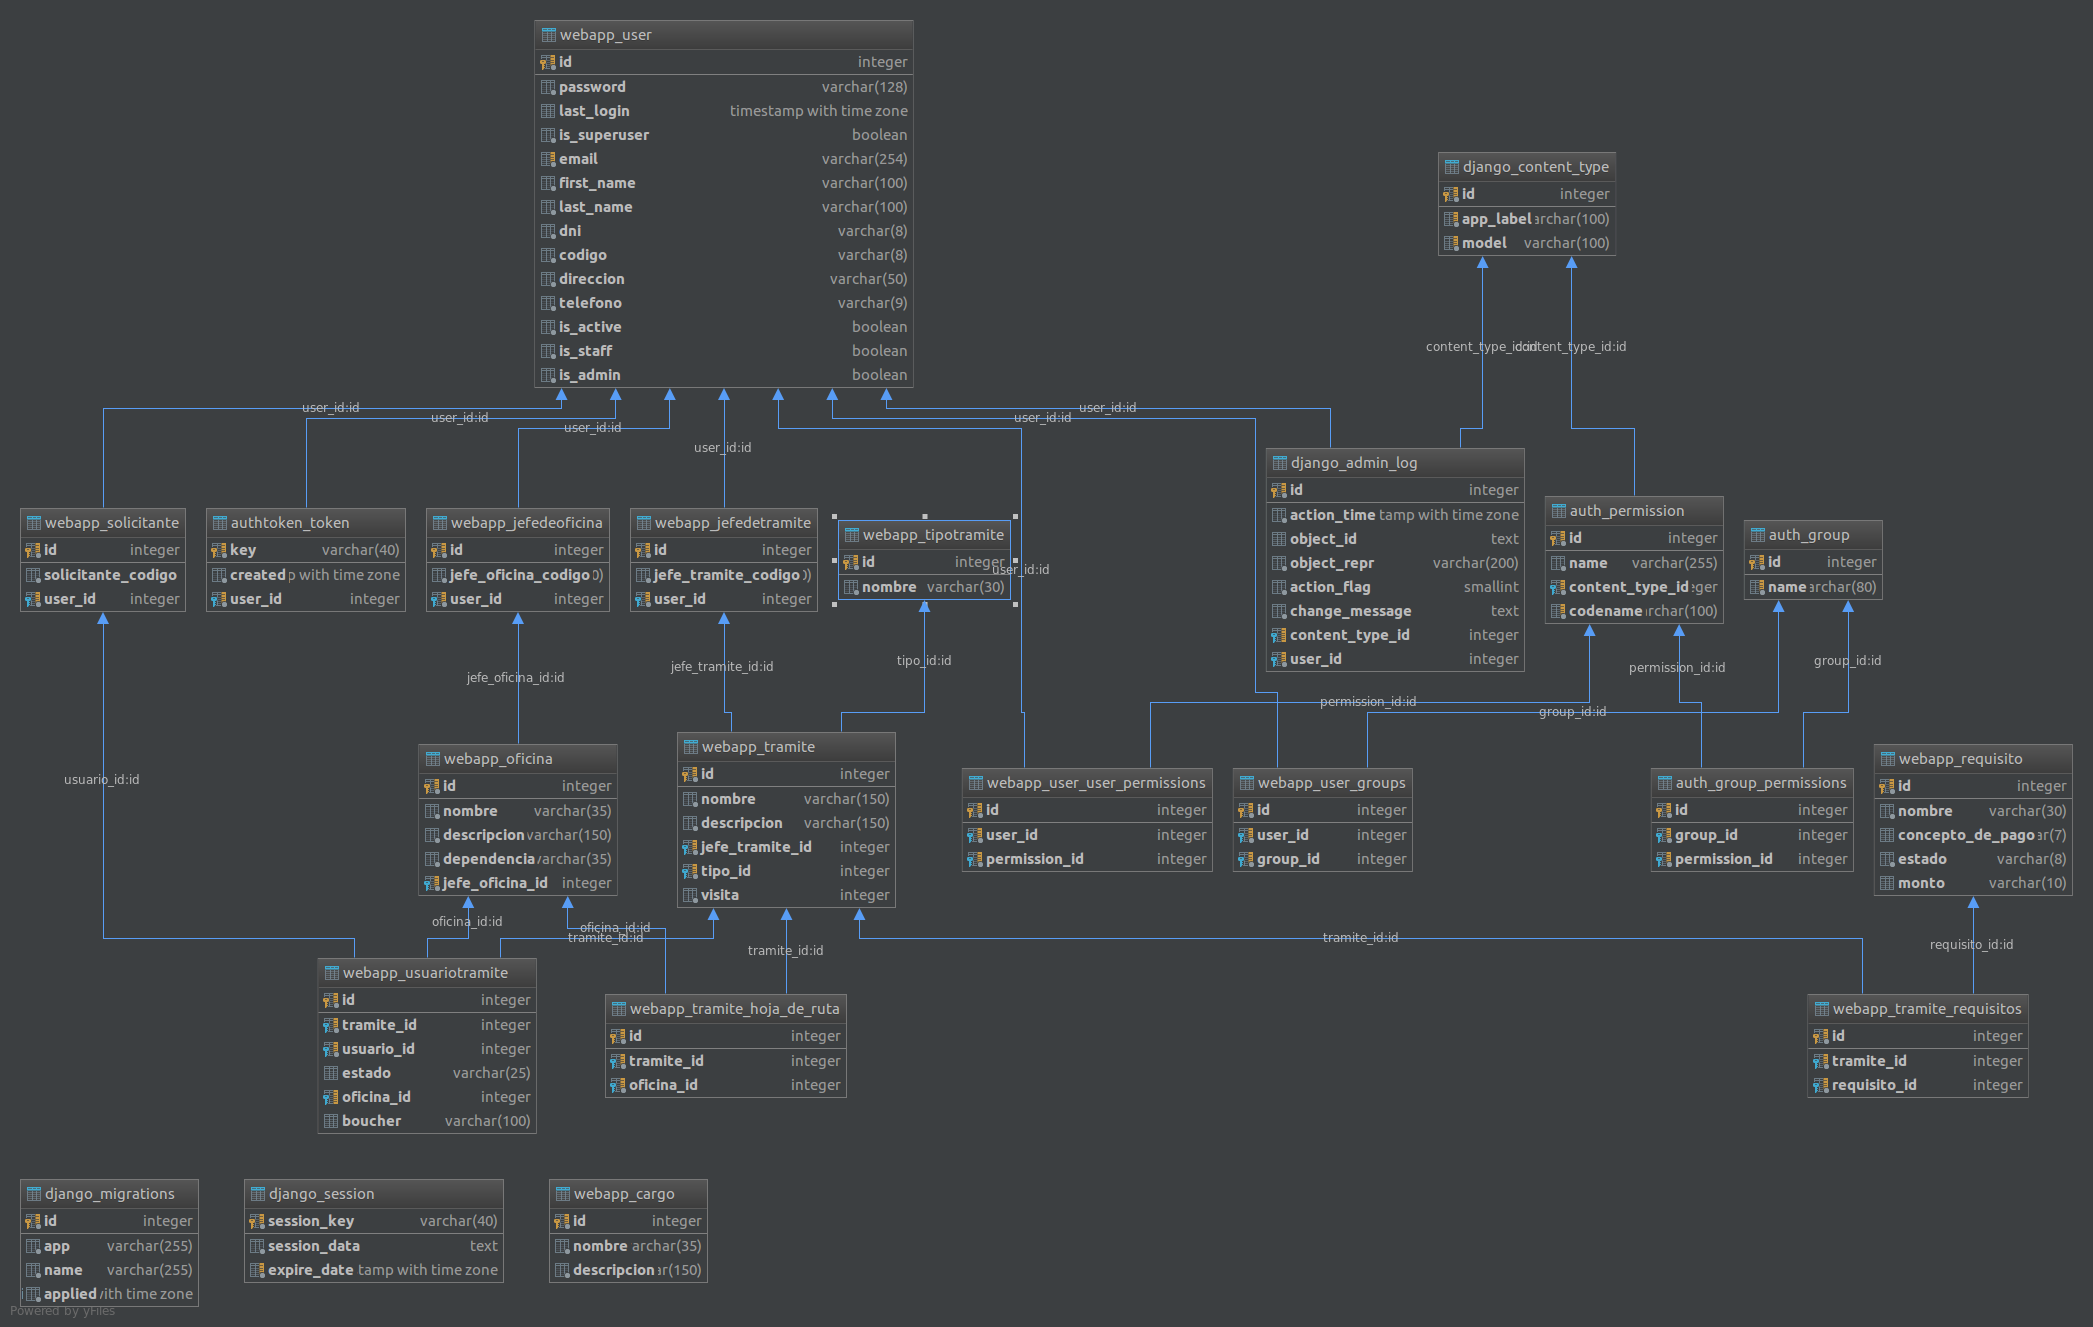 webapp_user
id integer
password varchar(128)
last_login timestamp with time zone
is_superuser boolean
email varchar(254)
first_name varchar(100)
last_name varchar(100)
dni varchar(8)
codigo varchar(8)
direccion varchar(50)
telefono varchar(9)
is_active boolean
is_staff boolean
is_admin boolean
django_content_type
id integer
app_label archar(100)
model varchar(100)
content_type_id:id
content_type_id:id
user_id:id
user_id:id
user_id:id
user_id:id
user_id:id
user_id:id
user_id:id
webapp_solicitante
id integer
solicitante_codigo
user_id integer
authtoken_token
key varchar(40)
created p with time zone
user_id integer
webapp_jefedeoficina
id integer
jefe_oficina_codigo 0)
user_id integer
webapp_jefedetramite
id integer
jefe_tramite_codigo )
user_id integer
webapp_tipotramite
id integer
nombre varchar(30)
django_admin_log
id integer
action_time tamp with time zone
object_id text
object_repr varchar(200)
action_flag smallint
change_message text
content_type_id integer
user_id integer
auth_permission
id integer
name varchar(255)
content_type_id eger
codename rchar(100)
auth_group
id integer
name archar(80)
usuario_id:id
jefe_oficina_id:id
jefe_tramite_id:id
tipo_id:id
permission_id:id
permission_id:id
group_id:id
group_id:id
webapp_oficina
id integer
nombre varchar(35)
descripcion varchar(150)
dependencia varchar(35)
jefe_oficina_id integer
webapp_tramite
id integer
nombre varchar(150)
descripcion varchar(150)
jefe_tramite_id integer
tipo_id integer
visita integer
webapp_user_user_permissions
id integer
user_id integer
permission_id integer
webapp_user_groups
id integer
user_id integer
group_id integer
auth_group_permissions
id integer
group_id integer
permission_id integer
webapp_requisito
id integer
nombre varchar(30)
concepto_de_pago ar(7)
estado varchar(8)
monto varchar(10)
oficina_id:id
oficina_id:id
tramite_id:id
tramite_id:id
tramite_id:id
requisito_id:id
webapp_usuariotramite
id integer
tramite_id integer
usuario_id integer
estado varchar(25)
oficina_id integer
boucher varchar(100)
webapp_tramite_hoja_de_ruta
id integer
tramite_id integer
oficina_id integer
webapp_tramite_requisitos
id integer
tramite_id integer
requisito_id integer
django_migrations
id integer
app varchar(255)
name varchar(255)
applied ith time zone
django_session
session_key varchar(40)
session_data text
expire_date tamp with time zone
webapp_cargo
id integer
nombre archar(35)
descripcion r(150)
Powered by yFiles